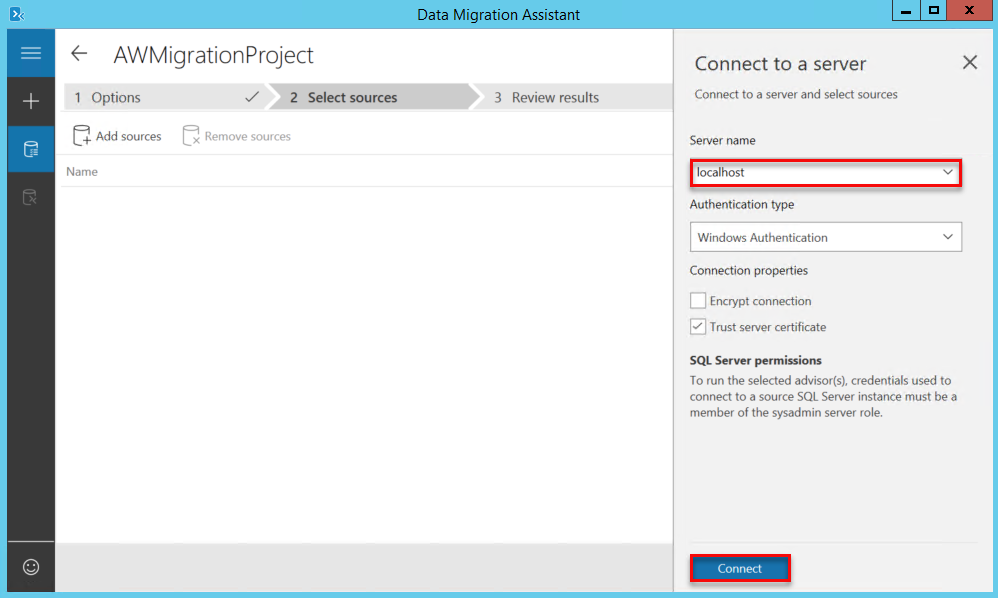 Data Migration Assistant
AWMigrationProject
1 Options
2 Select sources
3 Review results
Add sources
Remove sources
Name
Connect to a server
Connect to a server and select sources
Server name
localhost
Authentication type
Windows Authentication
Connection properties
Encrypt connection
Trust server certificate
SQL Server permissions
To run the selected advisor(s), credentials used to
connect to a source SQL Server instance must be a
member of the sysadmin server role.
Connect